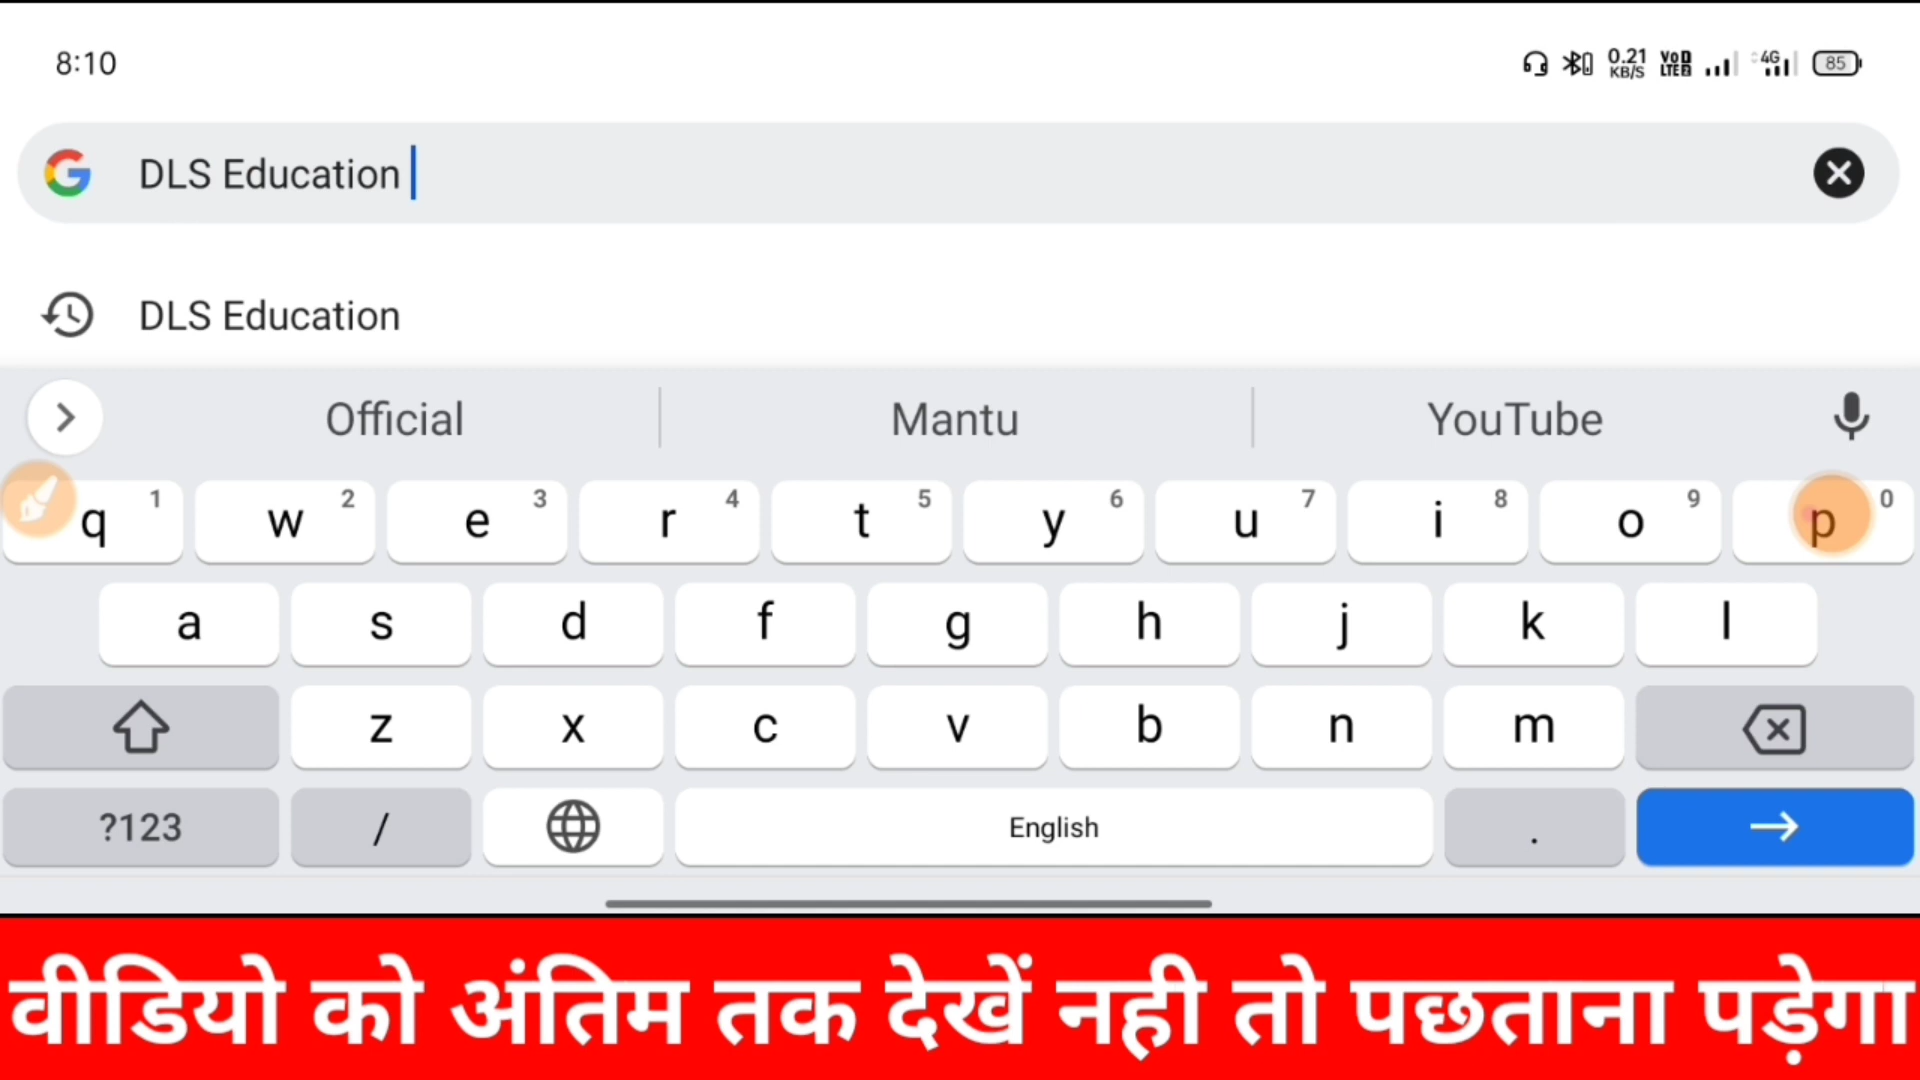 8:10 0.21 KB/S Vo LTE 4G 85
DLS Education
DLS Education
Official Mantu YouTube
q 1 w 2 e 3 r 4 t 5 y 6 u 7 i 8 o 9 p 0
a s d f g h j k l
z x c v b n m
?123 / English .
वीडियो को अंतिम तक देखें नही तो पछताना पड़ेगा